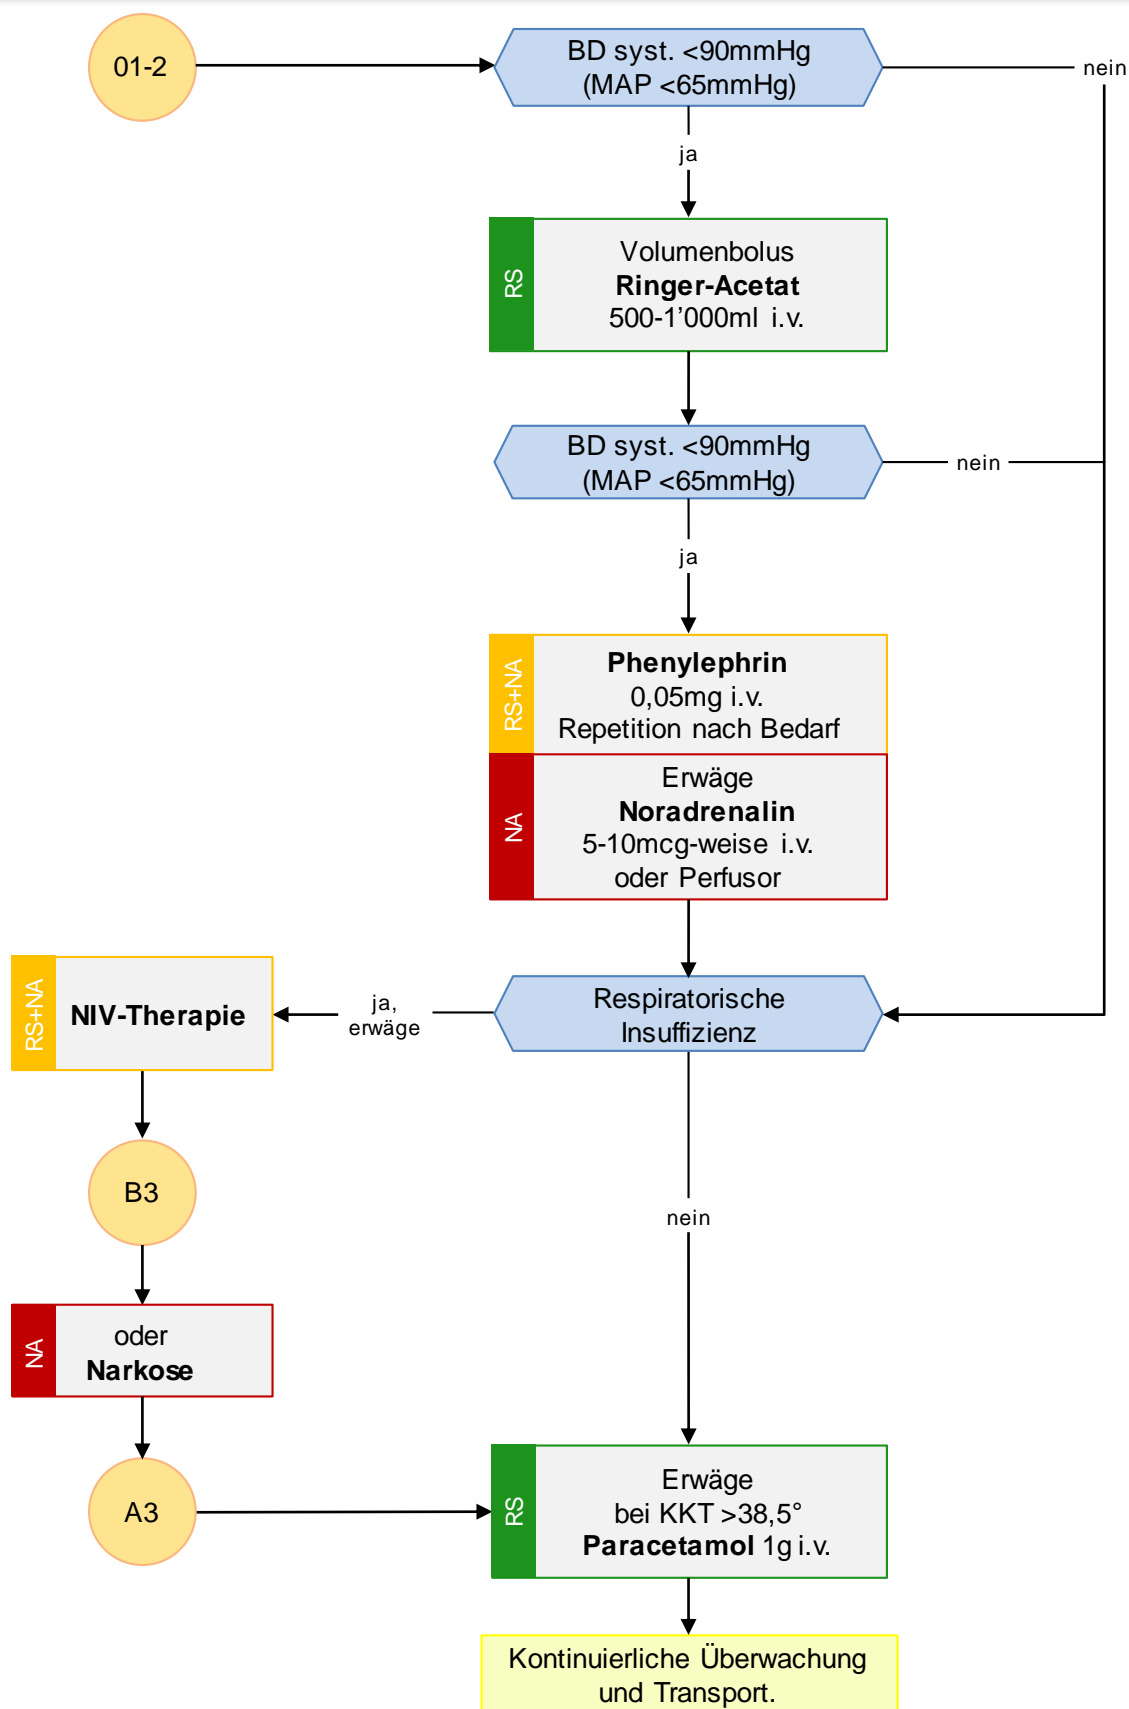 01-2
BD syst. <90mmHg
(MAP <65mmHg)
nein
ja
RS
Volumenbolus
Ringer-Acetat
500-1’000ml i.v.
BD syst. <90mmHg
(MAP <65mmHg)
nein
ja
RS+NA
Phenylephrin
0,05mg i.v.
Repetition nach Bedarf
NA
Erwäge
Noradrenalin
5-10mcg-weise i.v.
oder Perfusor
Respiratorische
Insuffizienz
ja,
erwäge
RS+NA
NIV-Therapie
B3
nein
NA
oder
Narkose
A3
RS
Erwäge
bei KKT >38,5°
Paracetamol 1g i.v.
Kontinuierliche Überwachung
und Transport.